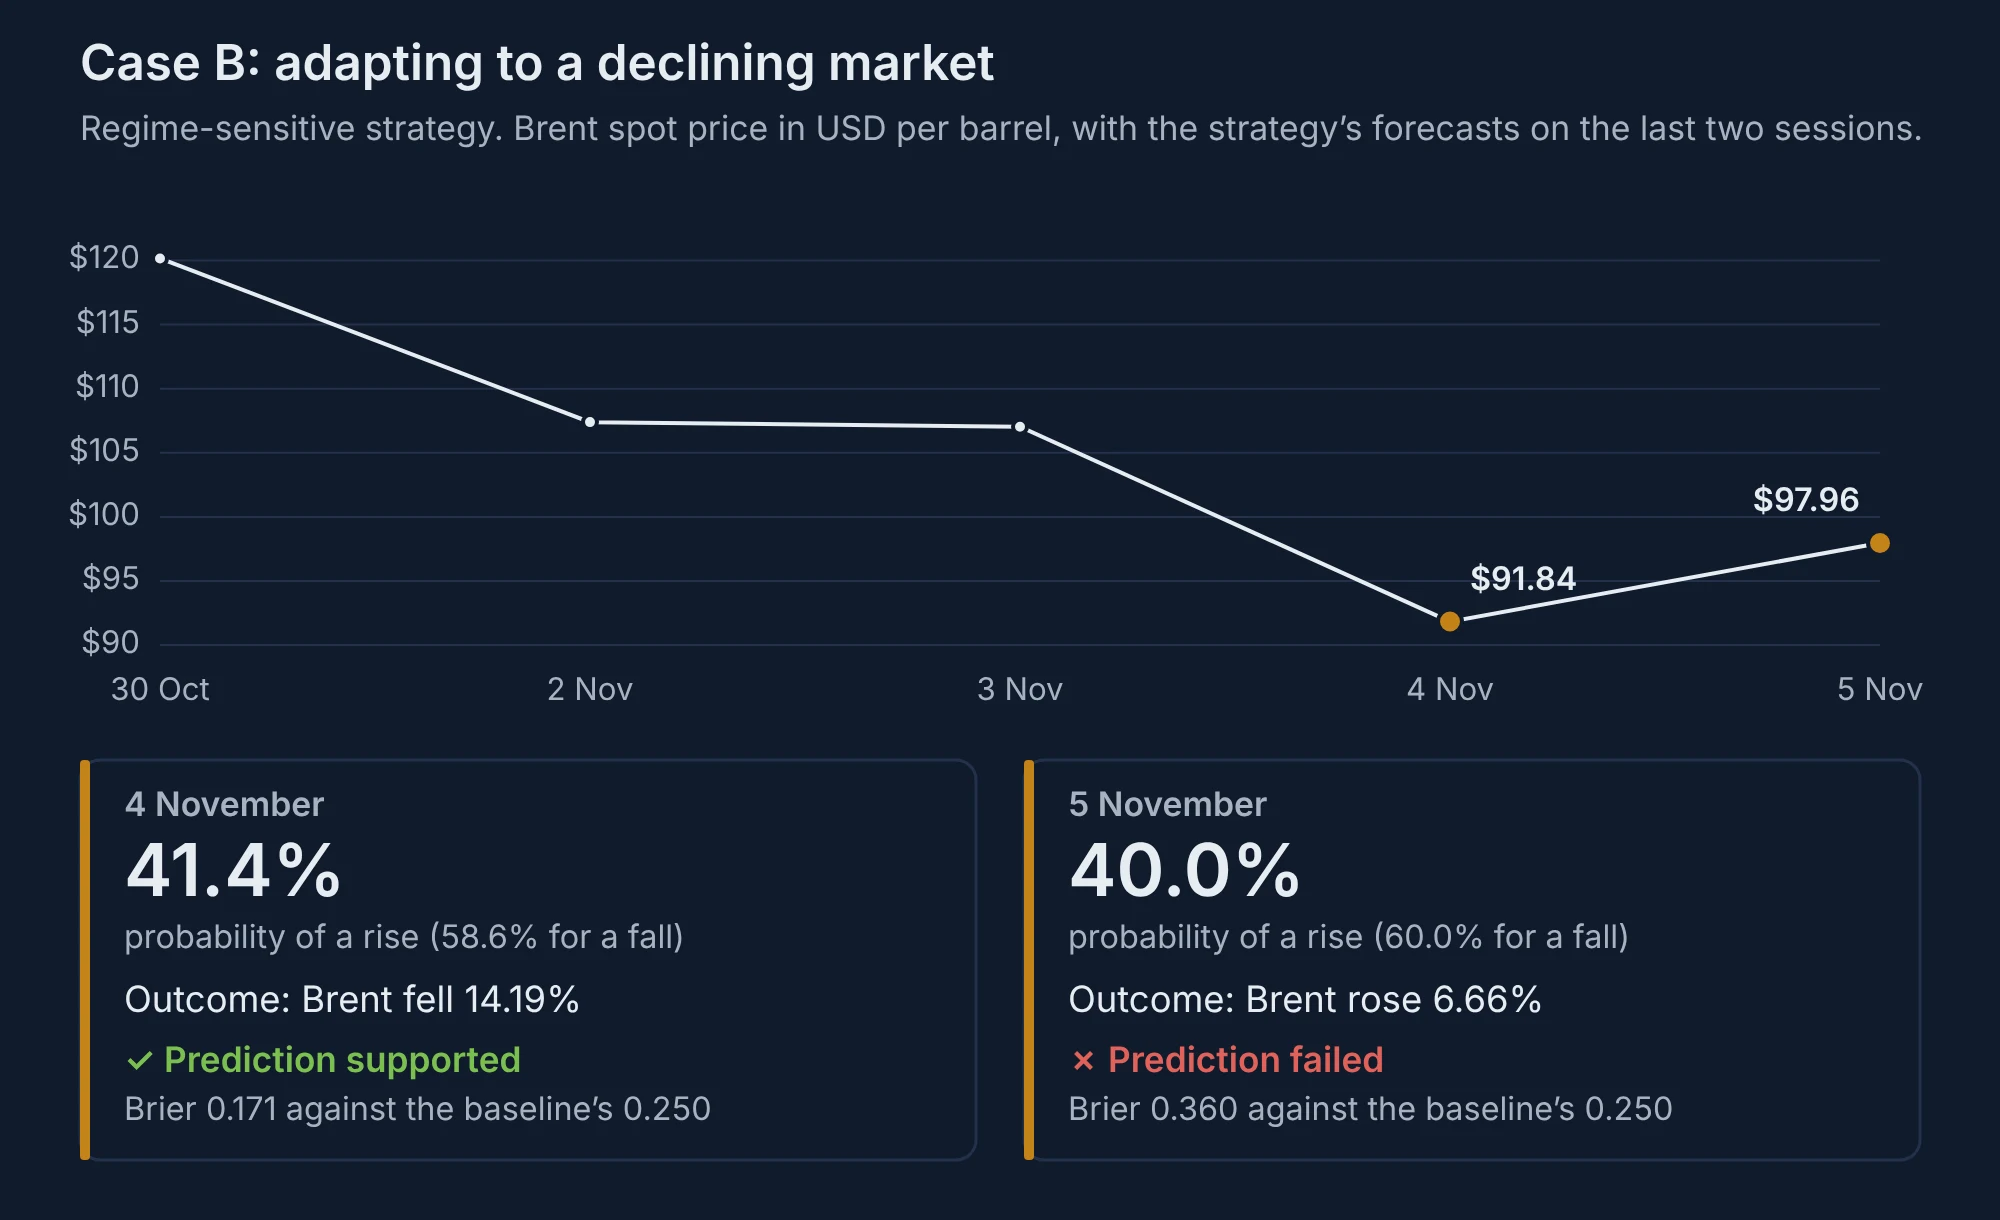 Case B: adapting to a declining market
Regime-sensitive strategy. Brent spot price in USD per barrel, with the strategy’s forecasts on the last two sessions.
$120
$115
$110
$105
$100
$95
$90
$97.96
$91.84
30 Oct
2 Nov
3 Nov
4 Nov
5 Nov
4 November
41.4%
probability of a rise (58.6% for a fall)
Outcome: Brent fell 14.19%
✓ Prediction supported
Brier 0.171 against the baseline’s 0.250
5 November
40.0%
probability of a rise (60.0% for a fall)
Outcome: Brent rose 6.66%
× Prediction failed
Brier 0.360 against the baseline’s 0.250